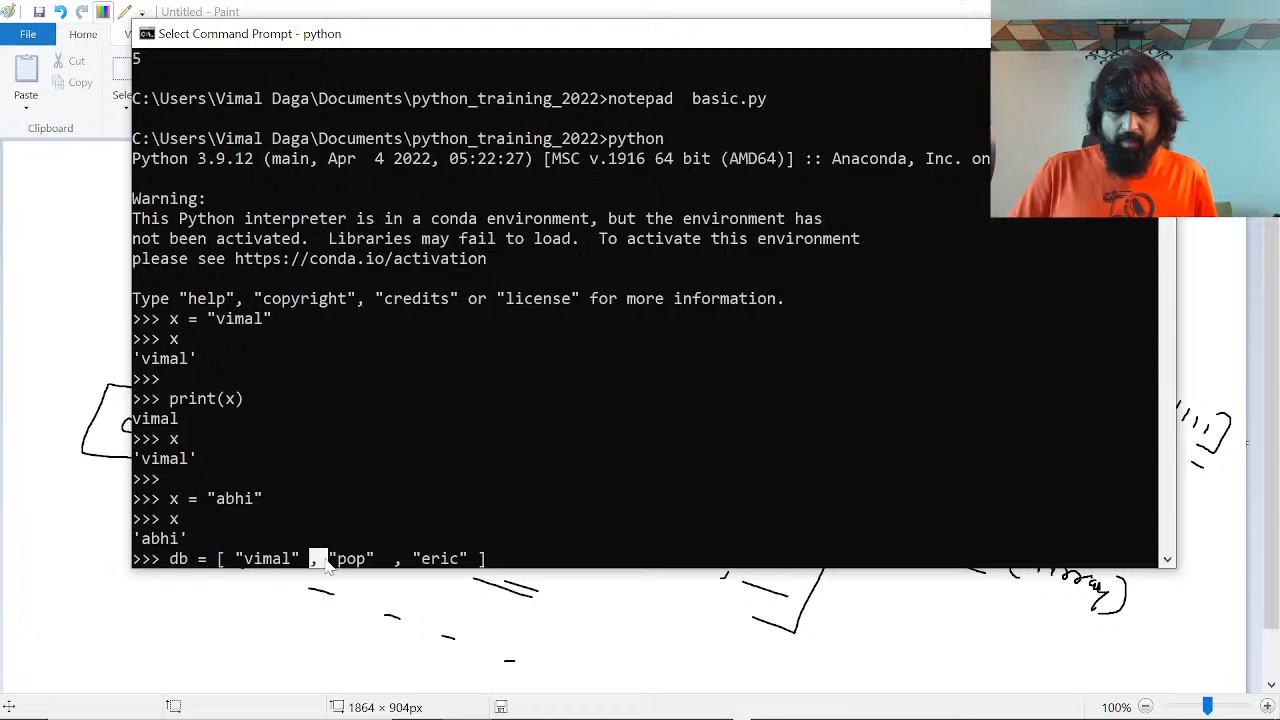 Untitled - Paint
Select Command Prompt - python
File
Home
Cut
Copy
Paste
Selec
Clipboard
5
C:\Users\Vimal Daga\Documents\python_training_2022>notepad  basic.py
C:\Users\Vimal Daga\Documents\python_training_2022>python
Python 3.9.12 (main, Apr  4 2022, 05:22:27) [MSC v.1916 64 bit (AMD64)] :: Anaconda, Inc. on
Warning:
This Python interpreter is in a conda environment, but the environment has
not been activated.  Libraries may fail to load.  To activate this environment
please see https://conda.io/activation
Type "help", "copyright", "credits" or "license" for more information.
>>> x = "vimal"
>>> x
'vimal'
>>>
>>> print(x)
vimal
>>> x
'vimal'
>>>
>>> x = "abhi"
>>> x
'abhi'
>>> db = [ "vimal" , "pop"  , "eric" ]
1864 × 904px
100%